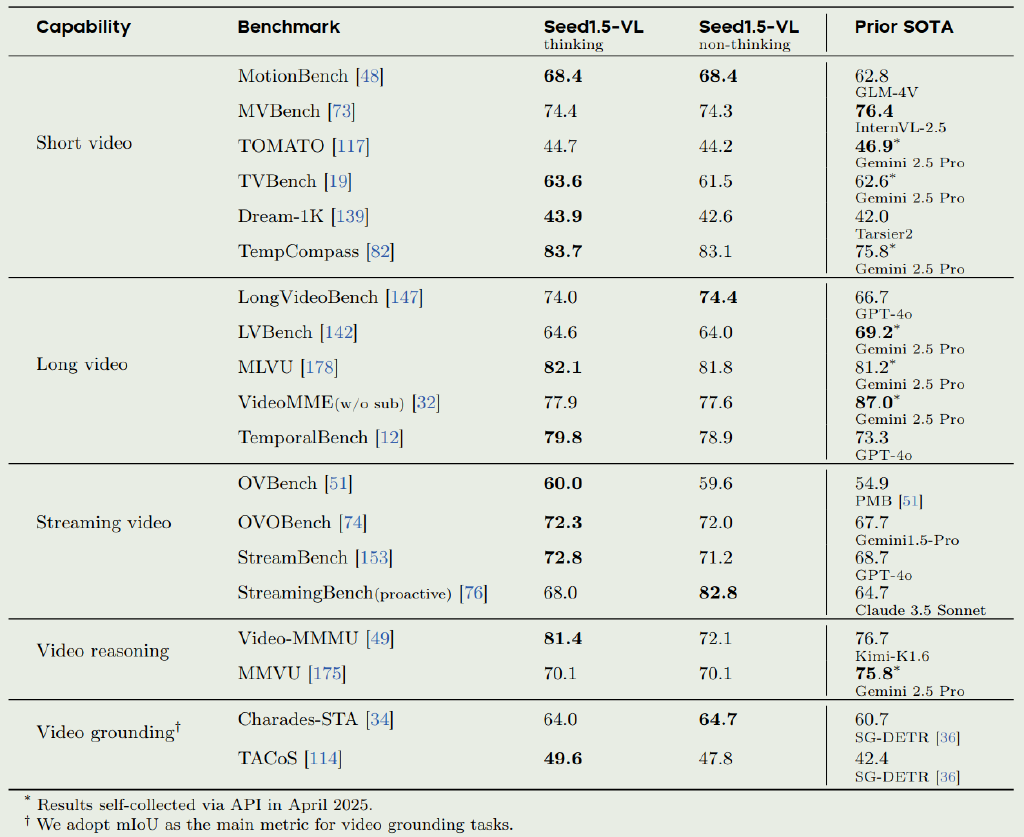 Capability Benchmark Seed1.5-VL Seed1.5-VL Prior SOTA
thinking non-thinking
MotionBench [48] 68.4 68.4 62.8
GLM-4V
MVBench [73] 74.4 74.3 76.4
InternVL-2.5
Short video
TOMATO [117] 44.7 44.2 46.9*
Gemini 2.5 Pro
TVBench [19] 63.6 61.5 62.6*
Gemini 2.5 Pro
Dream-1K [139] 43.9 42.6 42.0
Tarsier2
TempCompass [82] 83.7 83.1 75.8*
Gemini 2.5 Pro
LongVideoBench [147] 74.0 74.4 66.7
GPT-4o
LVBench [142] 64.6 64.0 69.2*
Gemini 2.5 Pro
Long video
MLVU [178] 82.1 81.8 81.2*
Gemini 2.5 Pro
VideoMME(w/o sub) [32] 77.9 77.6 87.0*
Gemini 2.5 Pro
TemporalBench [12] 79.8 78.9 73.3
GPT-4o
OVBench [51] 60.0 59.6 54.9
PMB [51]
Streaming video
OVOBench [74] 72.3 72.0 67.7
Gemini1.5-Pro
StreamBench [153] 72.8 71.2 68.7
GPT-4o
StreamingBench(proactive) [76] 68.0 82.8 64.7
Claude 3.5 Sonnet
Video-MMMU [49] 81.4 72.1 76.7
Video reasoning
Kimi-K1.6
MMVU [175] 70.1 70.1 75.8*
Gemini 2.5 Pro
Charades-STA [34] 64.0 64.7 60.7
Video grounding†
SG-DETR [36]
TACoS [114] 49.6 47.8 42.4
SG-DETR [36]
* Results self-collected via API in April 2025.
† We adopt mIoU as the main metric for video grounding tasks.